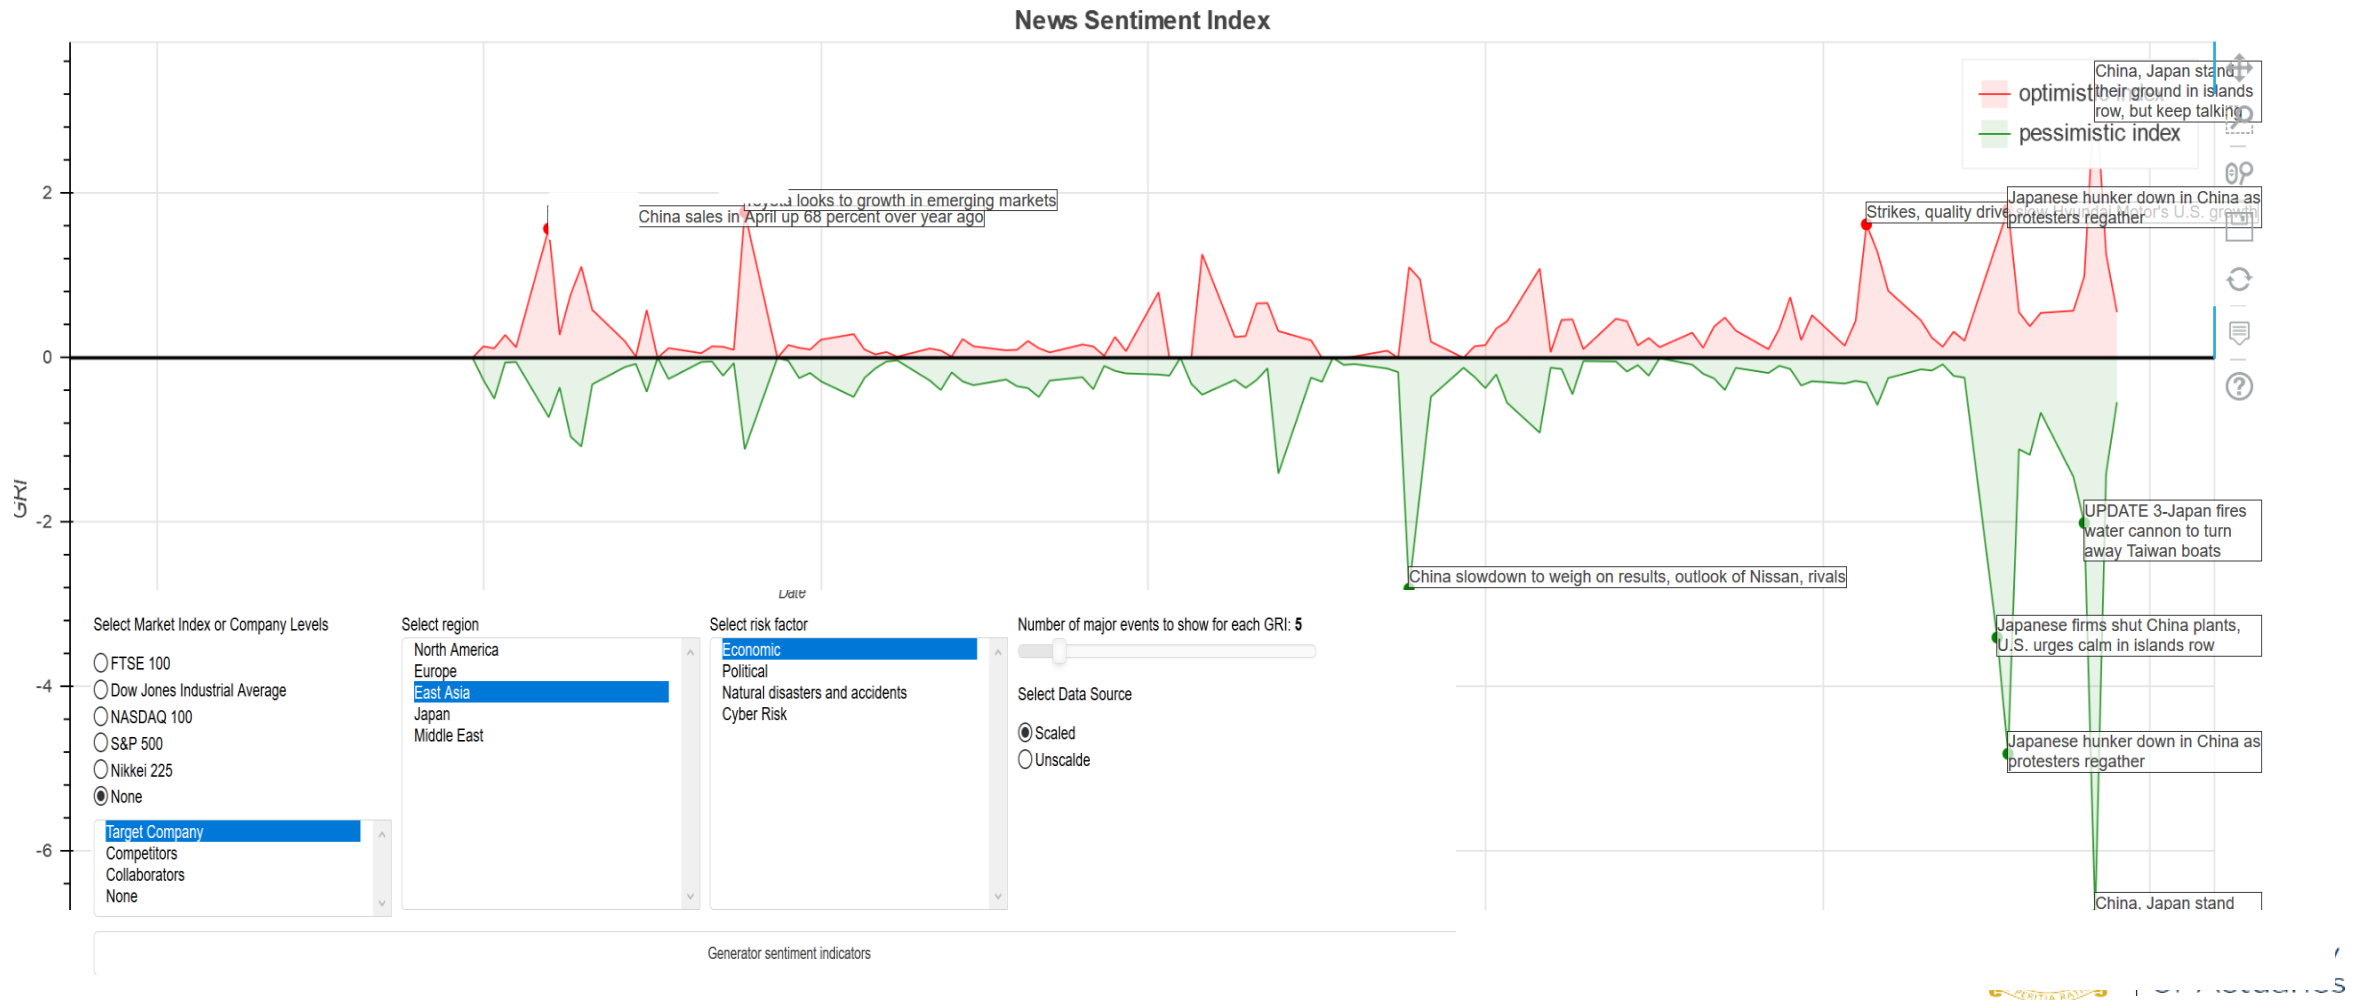 News Sentiment Index
China, Japan stand
their ground in islands
row, but keep talking
optimistic index
pessimistic index
2
looks to growth in emerging markets
China sales in April up 68 percent over year ago
Japanese hunker down in China as
protesters regather
Strikes, quality drive slow Hyundai Motor's U.S. growth
0
GRI
-2
UPDATE 3-Japan fires
water cannon to turn
away Taiwan boats
China slowdown to weigh on results, outlook of Nissan, rivals
Date
Japanese firms shut China plants,
U.S. urges calm in islands row
-4
Japanese hunker down in China as
protesters regather
-6
China, Japan stand
Select Market Index or Company Levels
FTSE 100
Dow Jones Industrial Average
NASDAQ 100
S&P 500
Nikkei 225
None
Target Company
Competitors
Collaborators
None
Select region
North America
Europe
East Asia
Japan
Middle East
Select risk factor
Economic
Political
Natural disasters and accidents
Cyber Risk
Number of major events to show for each GRI: 5
Select Data Source
Scaled
Unscalde
Generator sentiment indicators